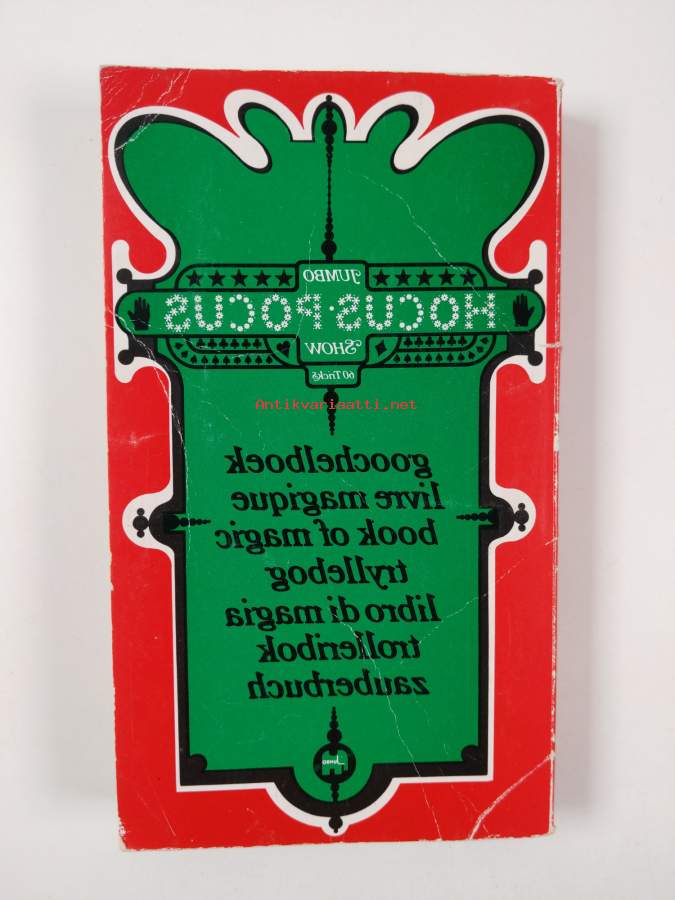 JUMBO
HOCUS·POCUS
SHOW
60 Tricks
Antikvariaatti.net
goochelboek
livre magique
book of magic
tryllebog
libro di magia
trolleribok
zauberbuch
JUMBO